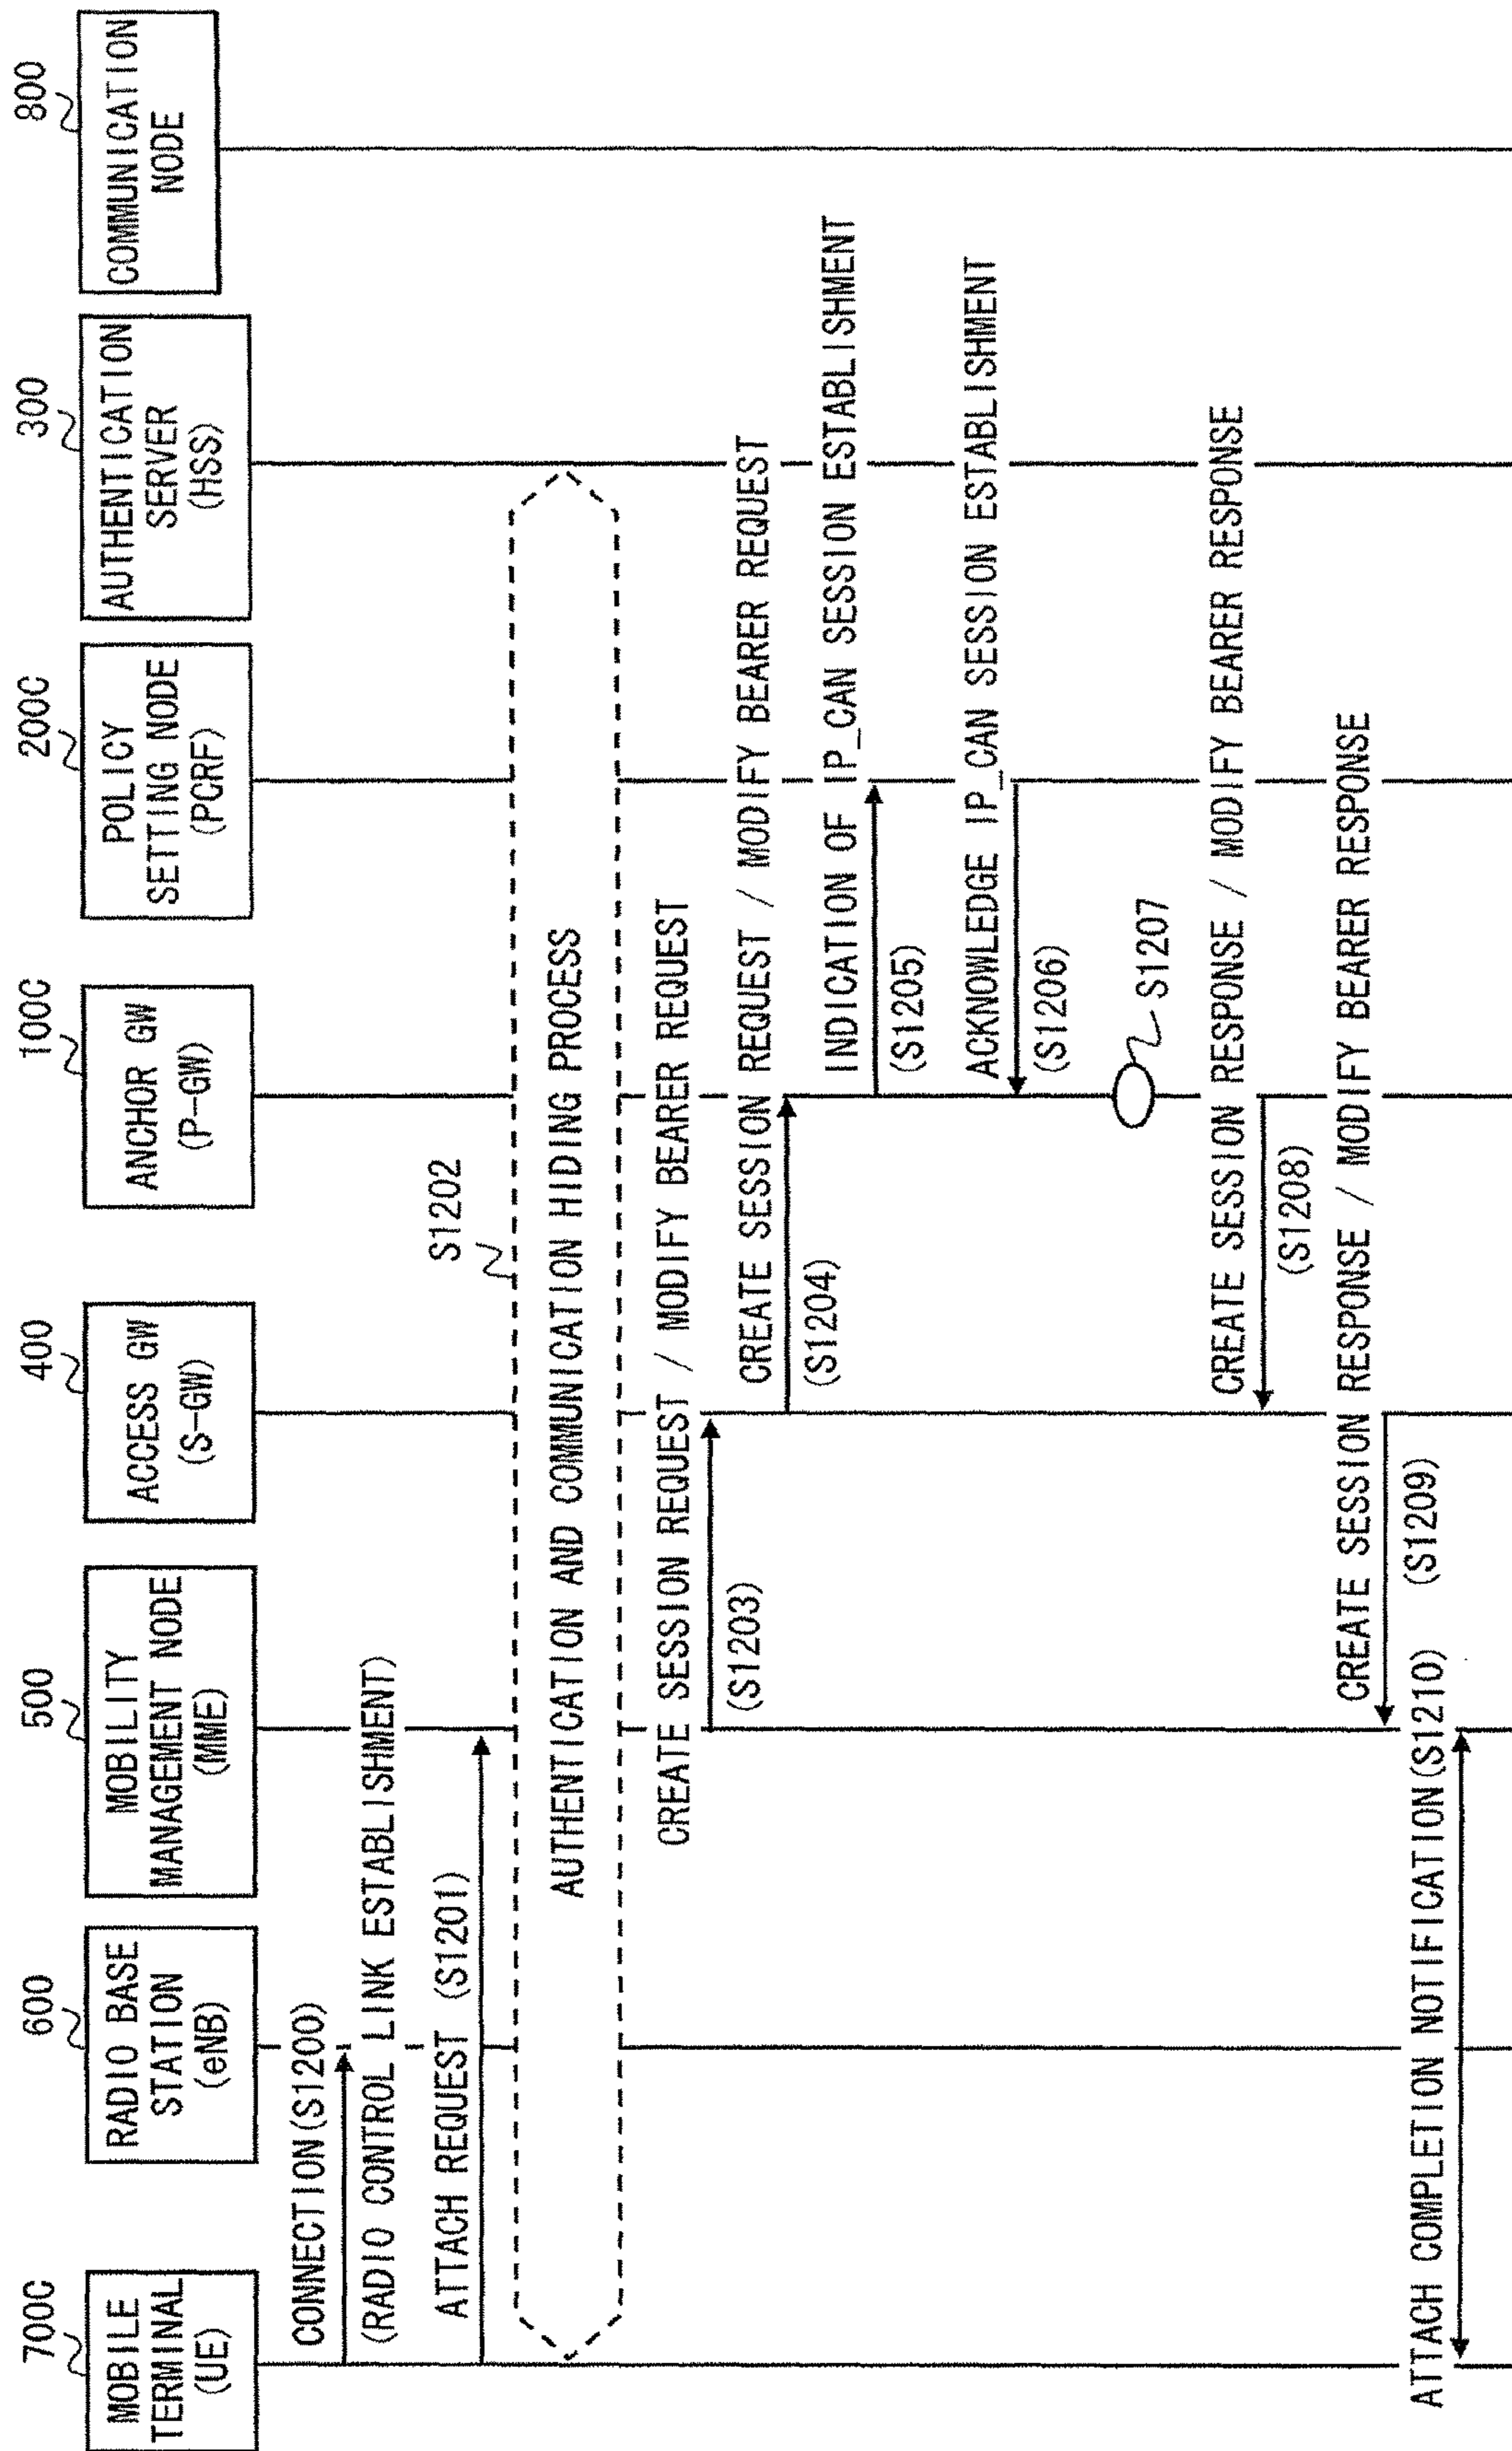 700C
MOBILE
TERMINAL
(UE)
600
RADIO BASE
STATION
(eNB)
500
MOBILITY
MANAGEMENT NODE
(MME)
400
ACCESS GW
(S-GW)
100C
ANCHOR GW
(P-GW)
200C
POLICY
SETTING NODE
(PCRF)
300
AUTHENTICATION
SERVER
(HSS)
800
COMMUNICATION
NODE
CONNECTION(S1200)
(RADIO CONTROL LINK ESTABLISHMENT)
ATTACH REQUEST (S1201)
S1202
AUTHENTICATION AND COMMUNICATION HIDING PROCESS
CREATE SESSION REQUEST / MODIFY BEARER REQUEST
(S1203)
CREATE SESSION REQUEST / MODIFY BEARER REQUEST
(S1204)
INDICATION OF IP_CAN SESSION ESTABLISHMENT
(S1205)
ACKNOWLEDGE IP_CAN SESSION ESTABLISHMENT
(S1206)
S1207
CREATE SESSION RESPONSE / MODIFY BEARER RESPONSE
(S1208)
CREATE SESSION RESPONSE / MODIFY BEARER RESPONSE
(S1209)
ATTACH COMPLETION NOTIFICATION(S1210)